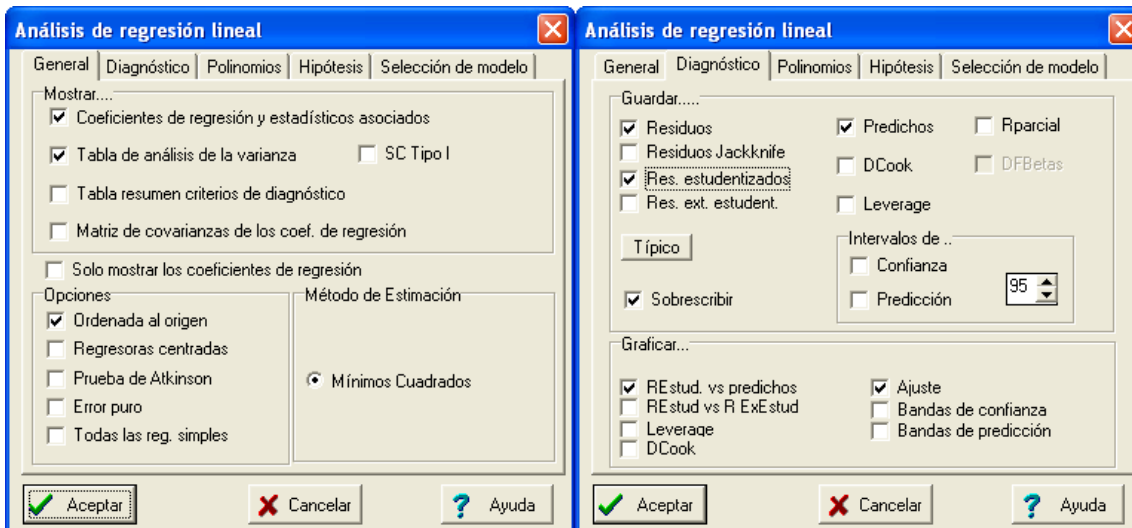 Análisis de regresión lineal
General Diagnóstico Polinomios Hipótesis Selección de modelo
Mostrar....
Coeficientes de regresión y estadísticos asociados
Tabla de análisis de la varianza SC Tipo I
Tabla resumen criterios de diagnóstico
Matriz de covarianzas de los coef. de regresión
Solo mostrar los coeficientes de regresión
Opciones
Ordenada al origen
Regresoras centradas
Prueba de Atkinson
Error puro
Todas las reg. simples
Método de Estimación
Mínimos Cuadrados
Aceptar Cancelar Ayuda
Análisis de regresión lineal
General Diagnóstico Polinomios Hipótesis Selección de modelo
Guardar.....
Residuos Predichos Rparcial
Residuos Jackknife
DCook DFBetas
Res. estudentizados
Res. ext. estudent. Leverage
Típico
Sobrescribir
Intervalos de ..
Confianza
Predicción
95
Graficar...
REstud. vs predichos Ajuste
REstud vs R ExEstud Bandas de confianza
Leverage Bandas de predicción
DCook
Aceptar Cancelar Ayuda